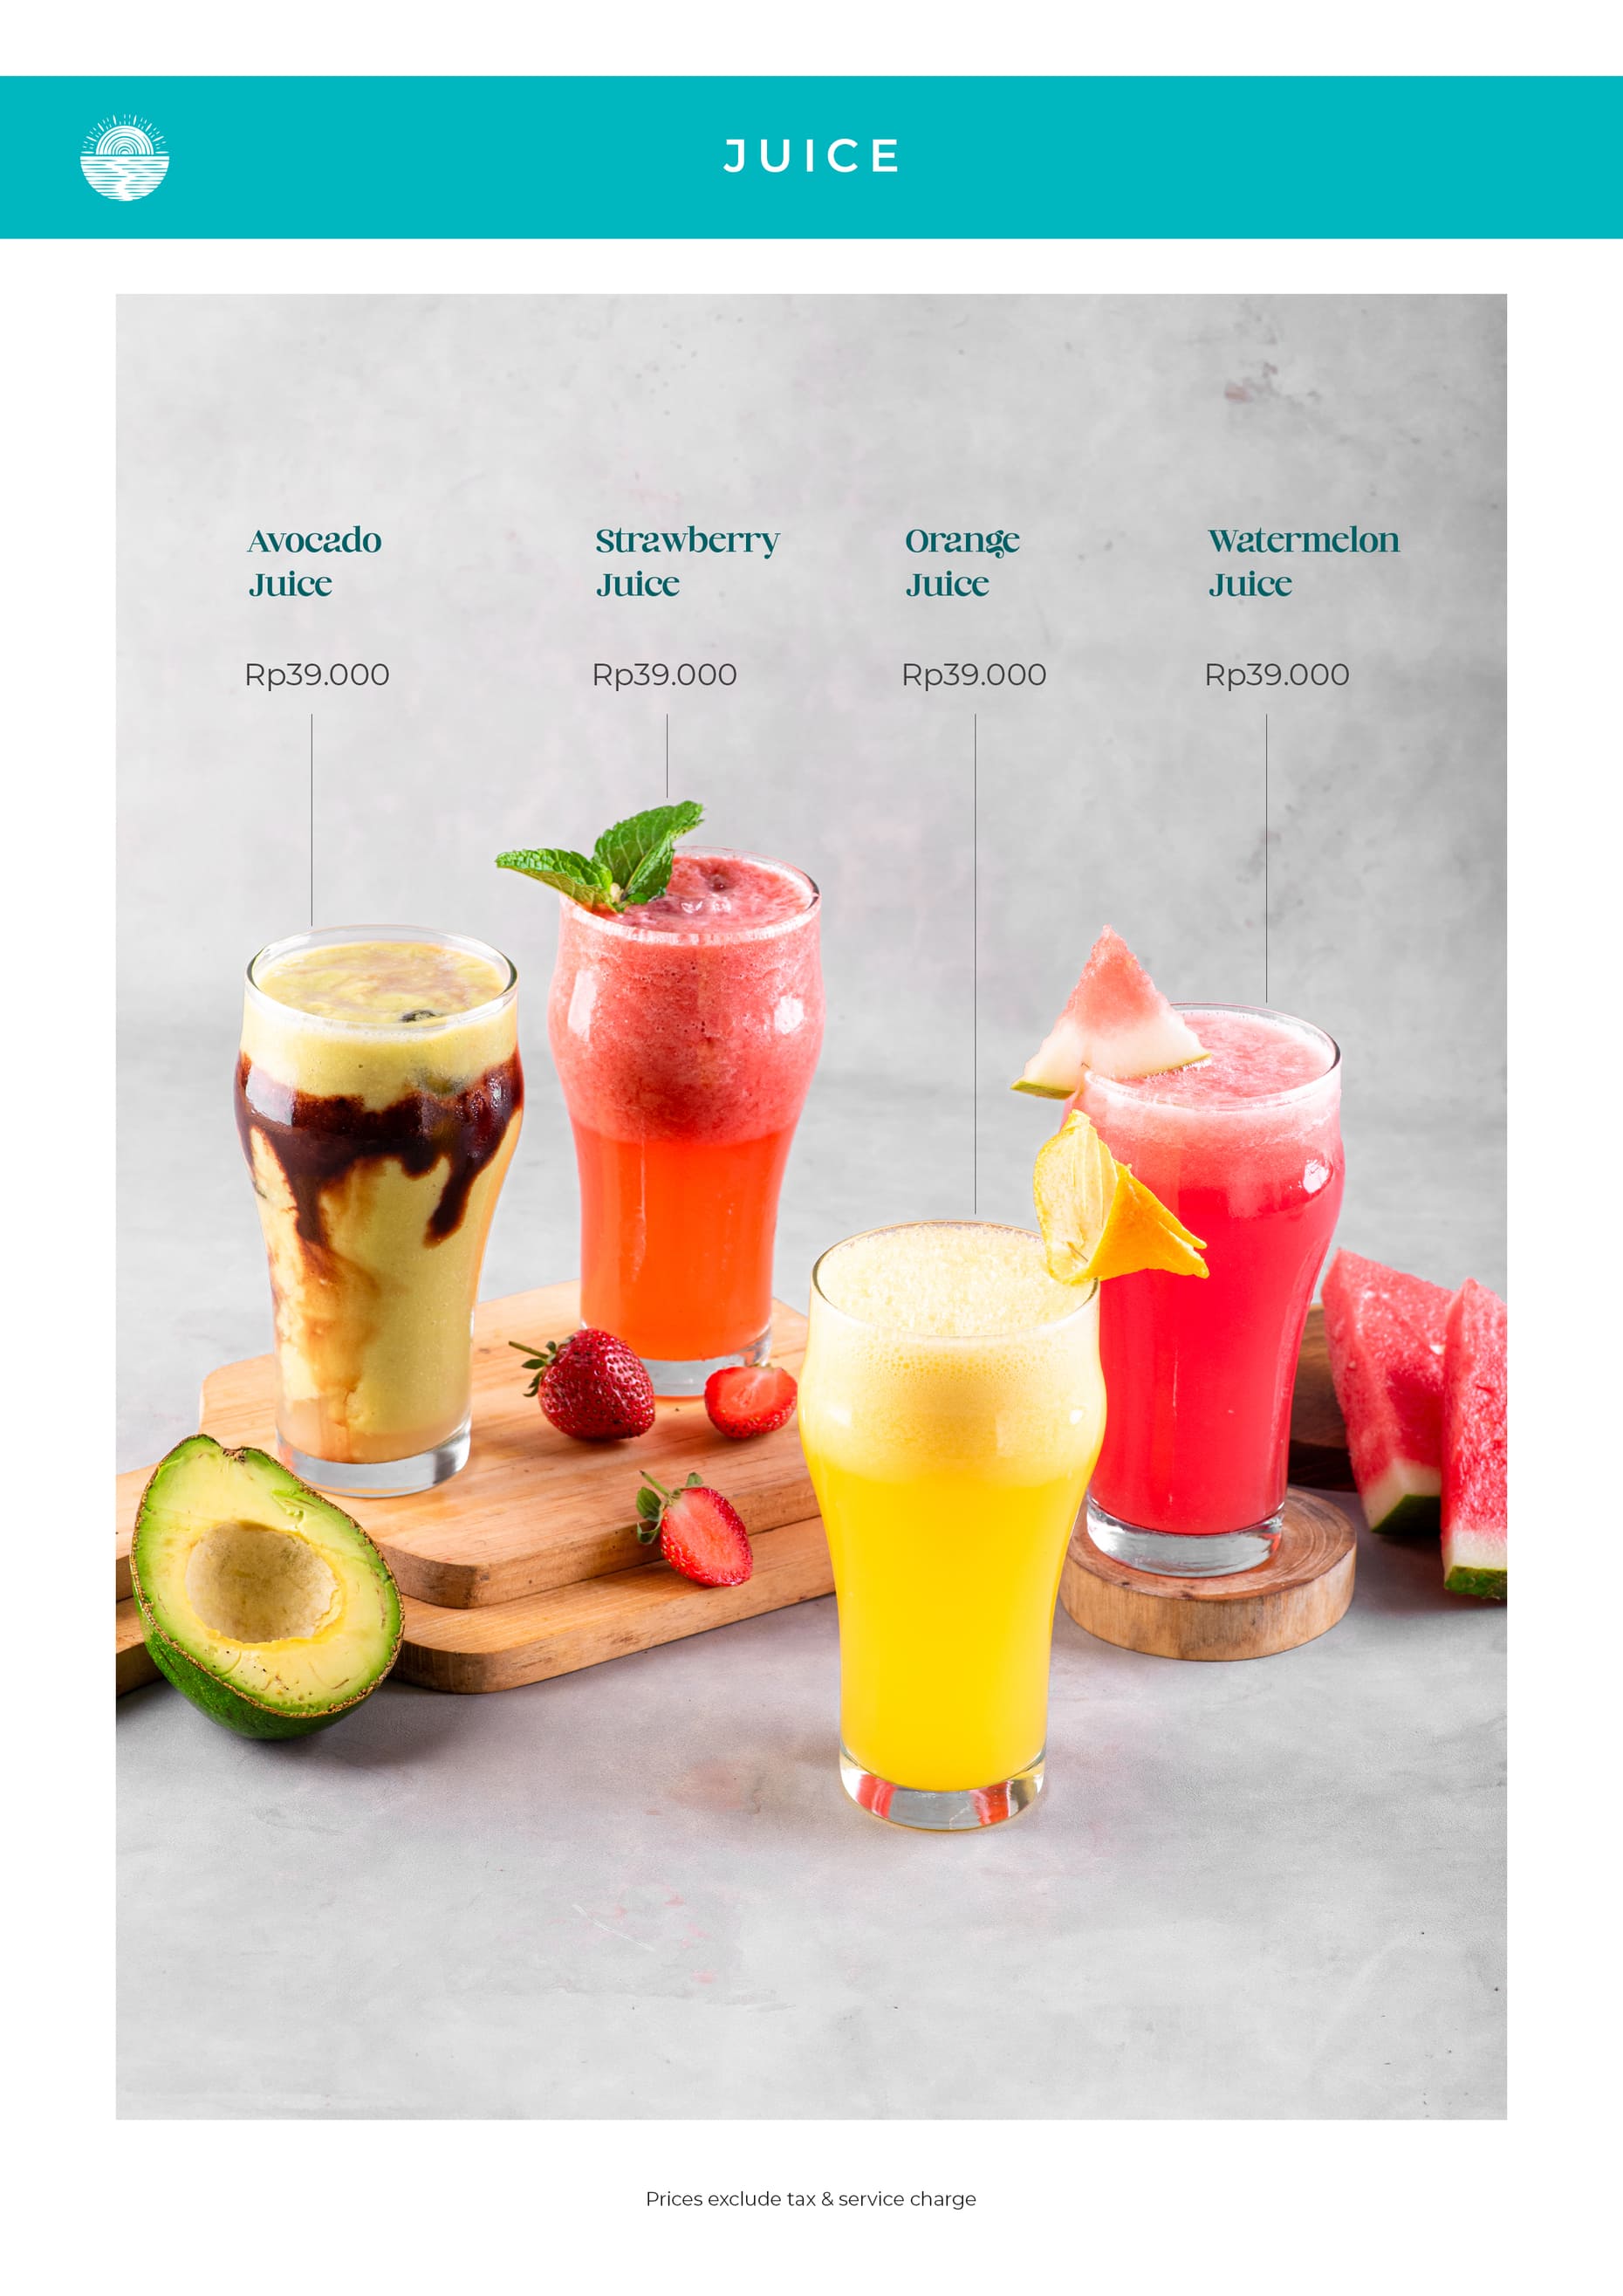 JUICE
Avocado
Juice
Rp39.000
Strawberry
Juice
Rp39.000
Orange
Juice
Rp39.000
Watermelon
Juice
Rp39.000
Prices exclude tax & service charge